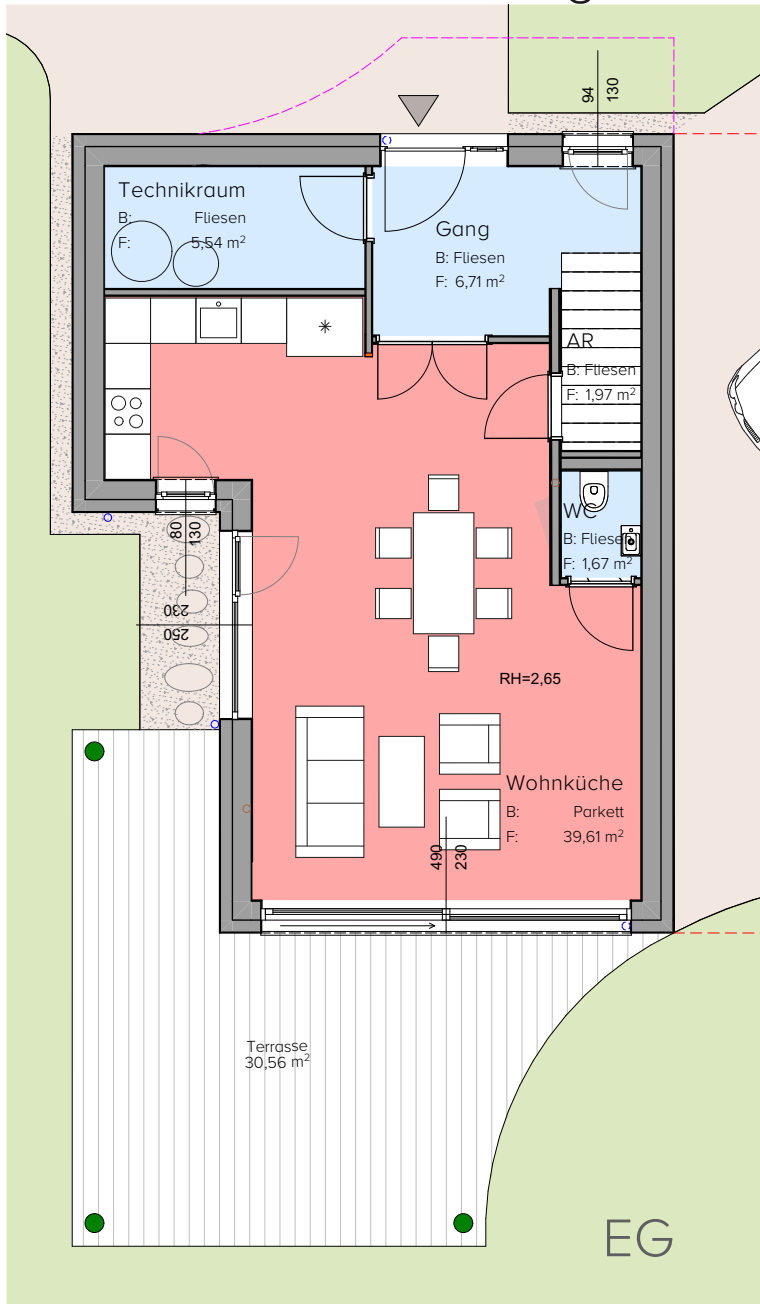 94
130
Technikraum
B: Fliesen
F: 5,54 m²
Gang
B: Fliesen
F: 6,71 m²
AR
B: Fliesen
F: 1,97 m²
WC
B: Fliesen
F: 1,67 m²
80
130
230
250
RH=2,65
Wohnküche
B: Parkett
F: 39,61 m²
490
230
Terrasse
30,56 m²
EG